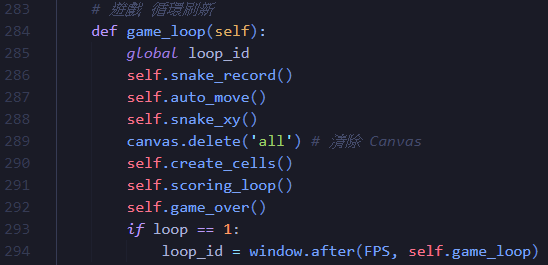 283 # 遊戲 循環刷新
284 def game_loop(self):
285 global loop_id
286 self.snake_record()
287 self.auto_move()
288 self.snake_xy()
289 canvas.delete('all') # 清除 Canvas
290 self.create_cells()
291 self.scoring_loop()
292 self.game_over()
293 if loop == 1:
294 loop_id = window.after(FPS, self.game_loop)